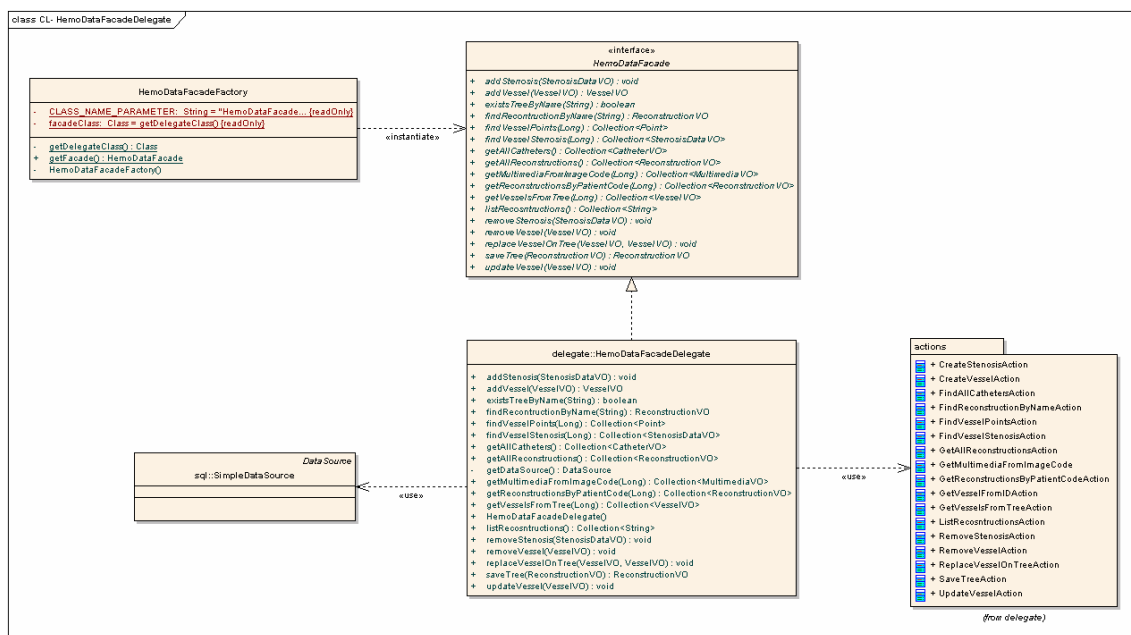 class CL- HemoDataFacadeDelegate
HemoDataFacadeFactory
- CLASS_NAME_PARAMETER: String = "HemoDataFacade... {readOnly}
- facadeClass: Class = getDelegateClass() {readOnly}
- getDelegateClass() : Class
+ getFacade() : HemoDataFacade
- HemoDataFacadeFactory()
«instantiate»
«interface»
HemoDataFacade
+ addStenosis(StenosisDataVO) : void
+ addVessel(VesselVO) : VesselVO
+ existsTreeByName(String) : boolean
+ findRecontructionByName(String) : ReconstructionVO
+ findVesselPoints(Long) : Collection<Point>
+ findVesselStenosis(Long) : Collection<StenosisDataVO>
+ getAllCatheters() : Collection<CatheterVO>
+ getAllReconstructions() : Collection<ReconstructionVO>
+ getMultimediaFromImageCode(Long) : Collection<MultimediaVO>
+ getReconstructionsByPatientCode(Long) : Collection<ReconstructionVO>
+ getVesselsFromTree(Long) : Collection<VesselVO>
+ listRecosntructions() : Collection<String>
+ removeStenosis(StenosisDataVO) : void
+ removeVessel(VesselVO) : void
+ replaceVesselOnTree(VesselVO, VesselVO) : void
+ saveTree(ReconstructionVO) : ReconstructionVO
+ updateVessel(VesselVO) : void
delegate::HemoDataFacadeDelegate
+ addStenosis(StenosisDataVO) : void
+ addVessel(VesselVO) : VesselVO
+ existsTreeByName(String) : boolean
+ findRecontructionByName(String) : ReconstructionVO
+ findVesselPoints(Long) : Collection<Point>
+ findVesselStenosis(Long) : Collection<StenosisDataVO>
+ getAllCatheters() : Collection<CatheterVO>
+ getAllReconstructions() : Collection<ReconstructionVO>
- getDataSource() : DataSource
+ getMultimediaFromImageCode(Long) : Collection<MultimediaVO>
+ getReconstructionsByPatientCode(Long) : Collection<ReconstructionVO>
+ getVesselsFromTree(Long) : Collection<VesselVO>
+ HemoDataFacadeDelegate()
+ listRecosntructions() : Collection<String>
+ removeStenosis(StenosisDataVO) : void
+ removeVessel(VesselVO) : void
+ replaceVesselOnTree(VesselVO, VesselVO) : void
+ saveTree(ReconstructionVO) : ReconstructionVO
+ updateVessel(VesselVO) : void
DataSource
sql::SimpleDataSource
«use»
«use»
actions
+ CreateStenosisAction
+ CreateVesselAction
+ FindAllCathetersAction
+ FindReconstructionByNameAction
+ FindVesselPointsAction
+ FindVesselStenosisAction
+ GetAllReconstructionsAction
+ GetMultimediaFromImageCode
+ GetReconstructionsByPatientCodeAction
+ GetVesselFromIDAction
+ GetVesselsFromTreeAction
+ ListRecosntructionsAction
+ RemoveStenosisAction
+ RemoveVesselAction
+ ReplaceVesselOnTreeAction
+ SaveTreeAction
+ UpdateVesselAction
(from delegate)